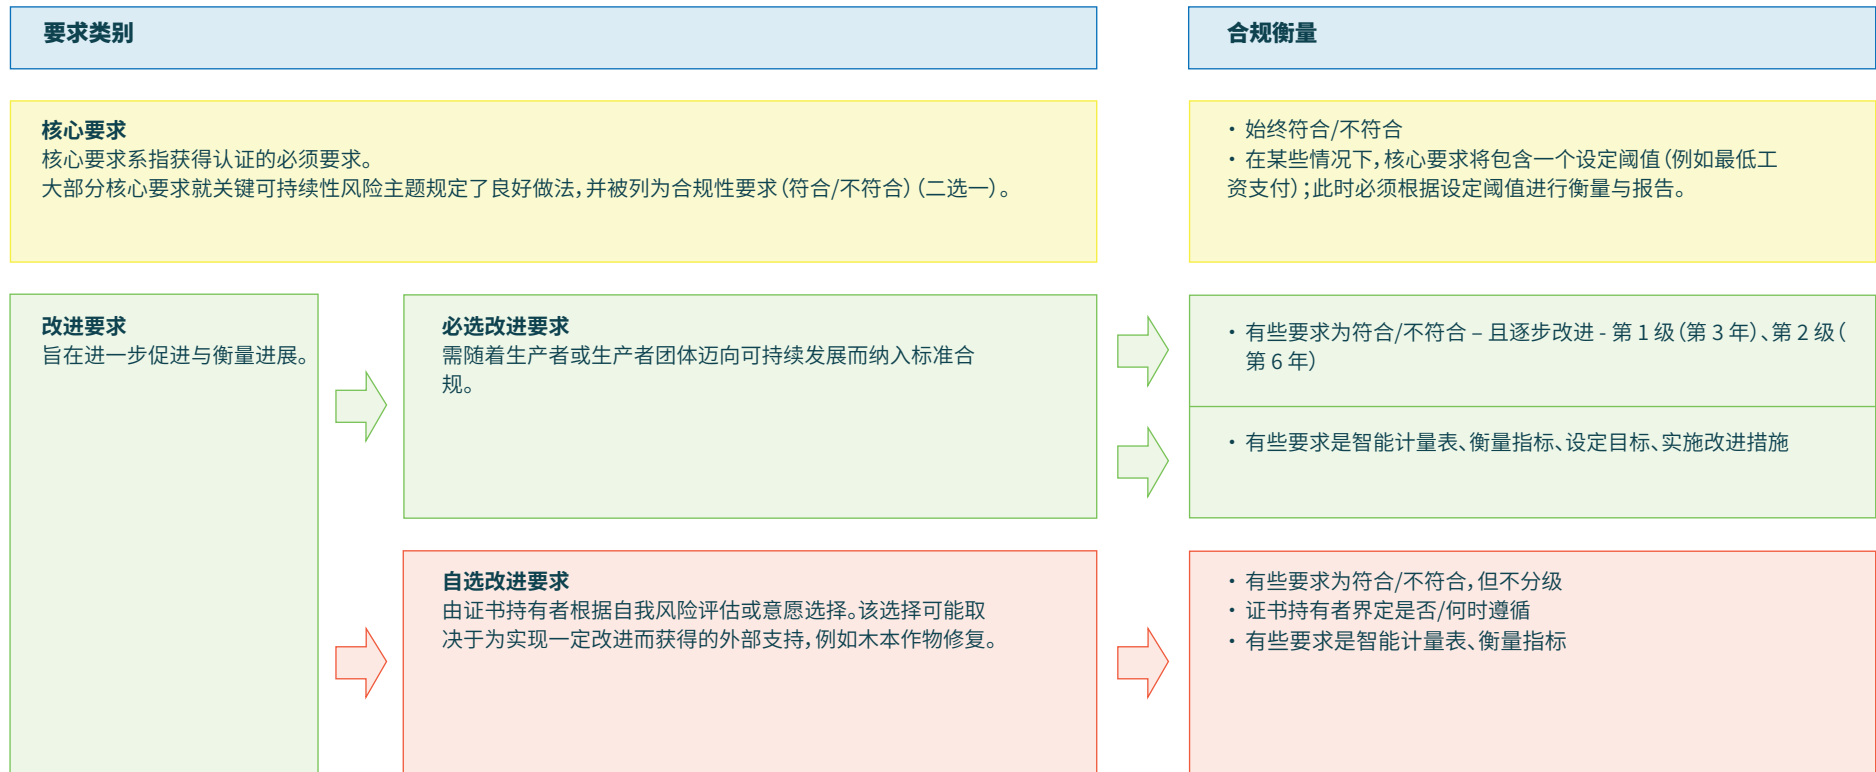 要求类别
合规衡量
核心要求
核心要求系指获得认证的必须要求。
大部分核心要求就关键可持续性风险主题规定了良好做法,并被列为合规性要求(符合/不符合)(二选一)。
• 始终符合/不符合
• 在某些情况下,核心要求将包含一个设定阈值(例如最低工
资支付);此时必须根据设定阈值进行衡量与报告。
改进要求
旨在进一步促进与衡量进展。
必选改进要求
需随着生产者或生产者团体迈向可持续发展而纳入标准合
规。
• 有些要求为符合/不符合 – 且逐步改进 - 第 1 级(第 3 年)、第 2 级(
第 6 年)
• 有些要求是智能计量表、衡量指标、设定目标、实施改进措施
自选改进要求
由证书持有者根据自我风险评估或意愿选择。该选择可能取
决于为实现一定改进而获得的外部支持,例如木本作物修复。
• 有些要求为符合/不符合,但不分级
• 证书持有者界定是否/何时遵循
• 有些要求是智能计量表、衡量指标